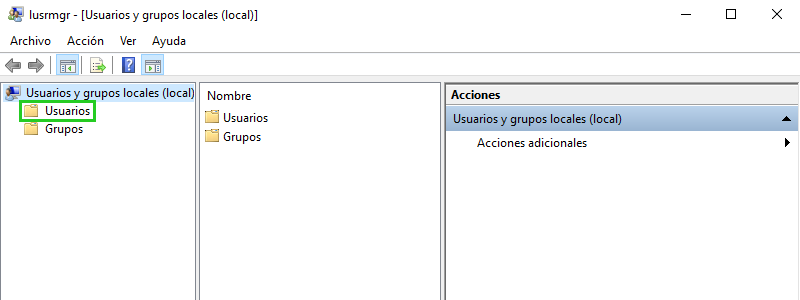 lusrmgr - [Usuarios y grupos locales (local)]
Archivo Acción Ver Ayuda
Usuarios y grupos locales (local)
Usuarios
Grupos
Nombre
Usuarios
Grupos
Acciones
Usuarios y grupos locales (local)
Acciones adicionales